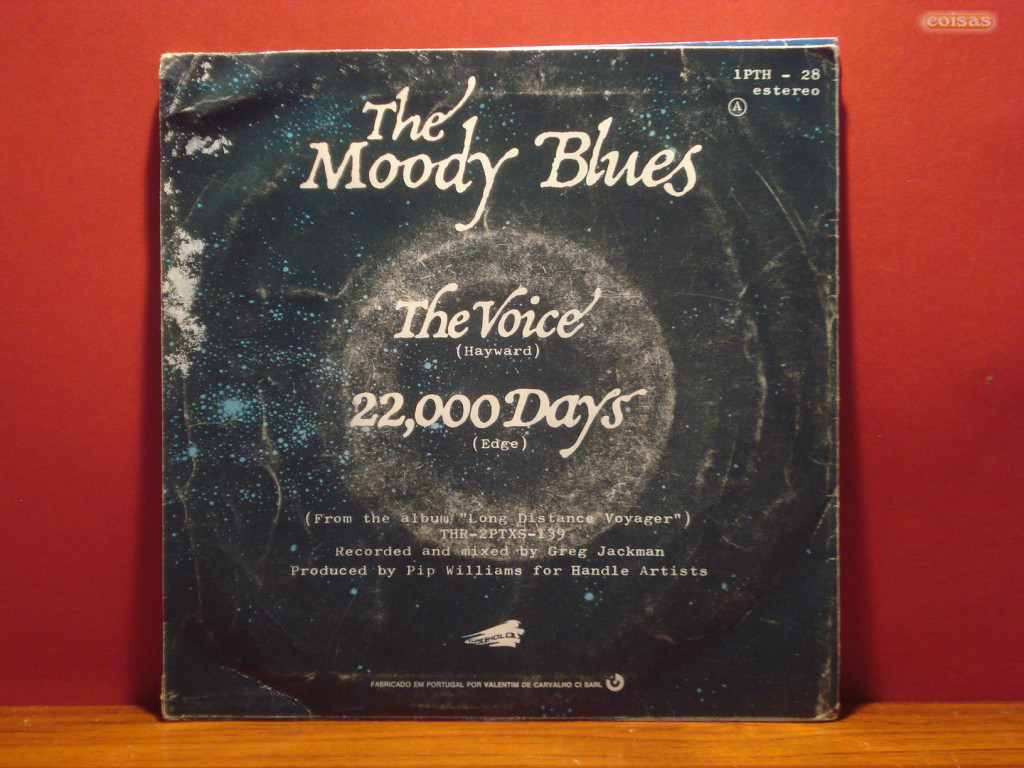 coisas
1PTH - 28
estereo
A
The
Moody Blues
The Voice
(Hayward)
22,000 Days
(Edge)
(From the album "Long Distance Voyager")
THR-2PTXS-139
Recorded and mixed by Greg Jackman
Produced by Pip Williams for Handle Artists
FABRICADO EM PORTUGAL POR VALENTIM DE CARVALHO CI SARL